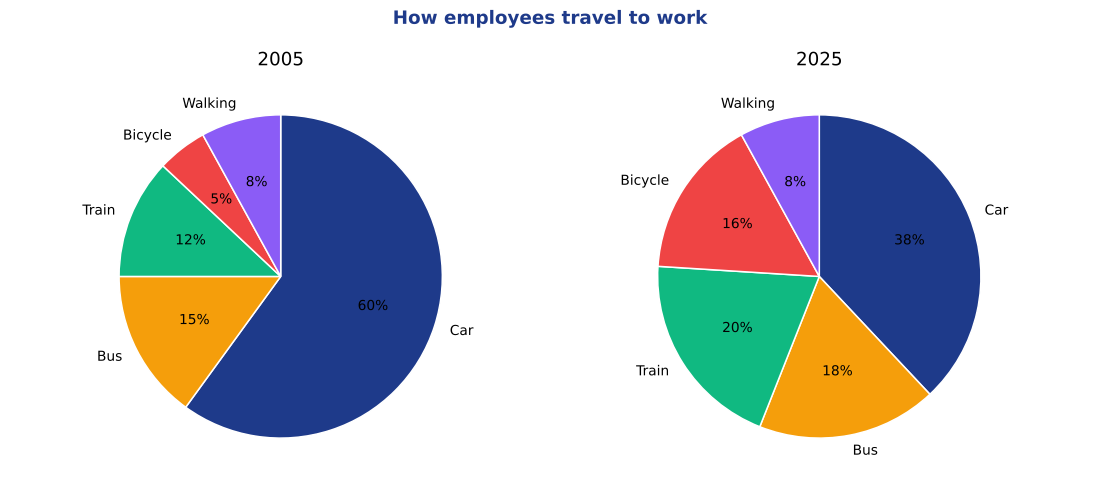 How employees travel to work
2005
Walking
Bicycle
Train
Bus
Car
8%
5%
12%
15%
60%
2025
Walking
Bicycle
Train
Bus
Car
8%
16%
20%
18%
38%